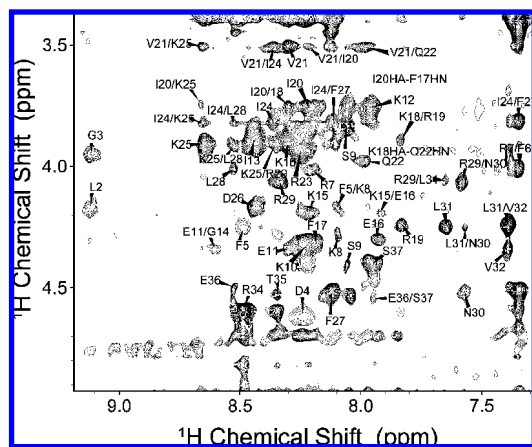 3.5
V21/K25
V21/I24
V21
V21/I20
V21/Q22
I20/K25
I20/18
I20
I24/F27
I20HA-F17HN
K12
I24/K25
I24/L28
I24
K18/R19
I24/F2
G3
K25
K25/L28
I13
K16
S9
K18HA-Q22HN
Q22
R7/F6
4.0
L28
K25/R29
R23
R7
R29/L3
R29/N30
L2
D26
R29
K15
F5/K8
K15/E16
L31
L31/V32
E11/G14
F5
F17
E16
R19
E11
K8
S9
S37
L31/N30
V32
K10
E36
T35
4.5
R34
D4
F27
E36/S37
N30
9.0
8.5
8.0
7.5
¹H Chemical Shift (ppm)
¹H Chemical Shift (ppm)